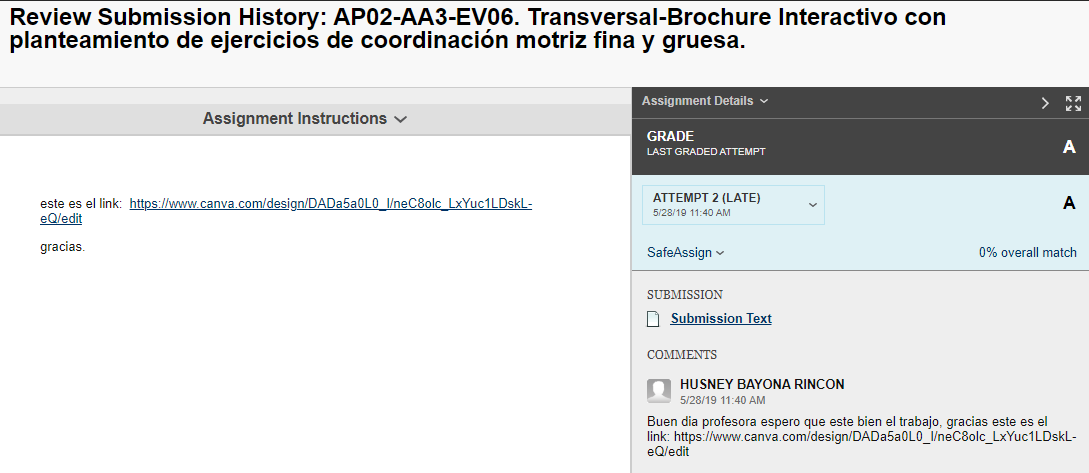 Review Submission History: AP02-AA3-EV06. Transversal-Brochure Interactivo con
planteamiento de ejercicios de coordinación motriz fina y gruesa.
Assignment Instructions
este es el link: https://www.canva.com/design/DADa5a0L0_I/neC8olc_LxYuc1LDskL-
eQ/edit
gracias.
Assignment Details
GRADE
LAST GRADED ATTEMPT
A
ATTEMPT 2 (LATE)
5/28/19 11:40 AM
A
SafeAssign
0% overall match
SUBMISSION
Submission Text
COMMENTS
HUSNEY BAYONA RINCON
5/28/19 11:40 AM
Buen dia profesora espero que este bien el trabajo, gracias este es el
link: https://www.canva.com/design/DADa5a0L0_I/neC8olc_LxYuc1LDskL-
eQ/edit